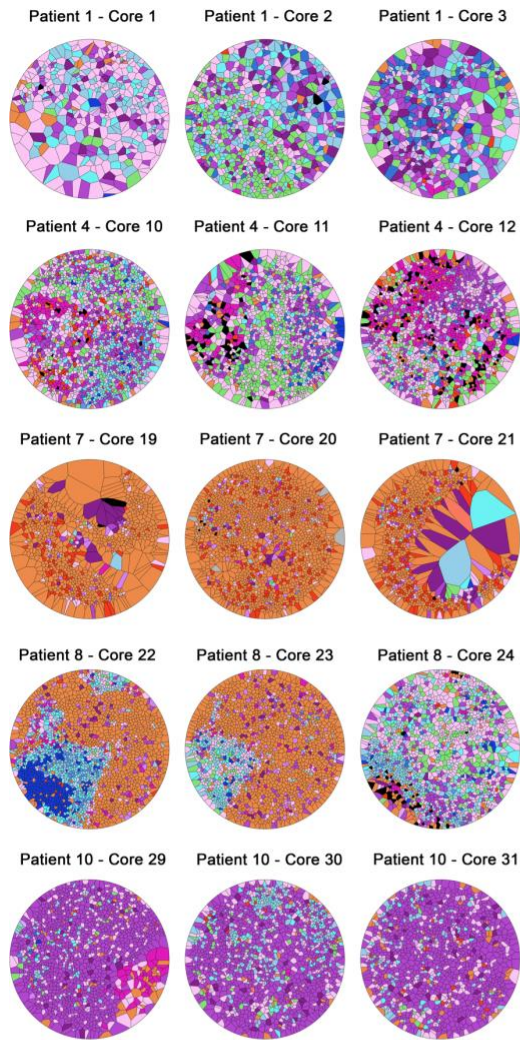 Patient 1 - Core 1
Patient 1 - Core 2
Patient 1 - Core 3
Patient 4 - Core 10
Patient 4 - Core 11
Patient 4 - Core 12
Patient 7 - Core 19
Patient 7 - Core 20
Patient 7 - Core 21
Patient 8 - Core 22
Patient 8 - Core 23
Patient 8 - Core 24
Patient 10 - Core 29
Patient 10 - Core 30
Patient 10 - Core 31